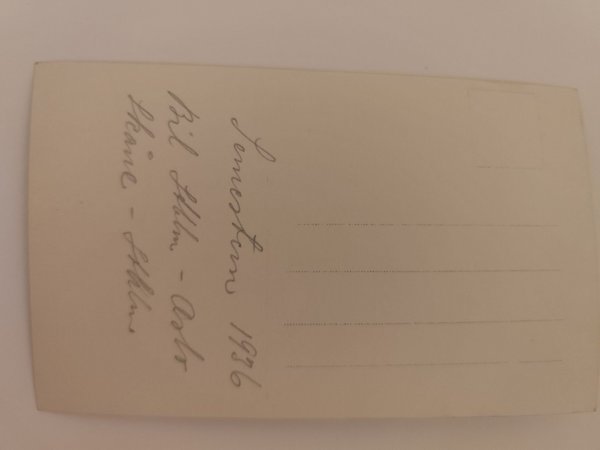 Semestern 1936
Bil Sthlm. - Oslo
Skåne - Sthlm.